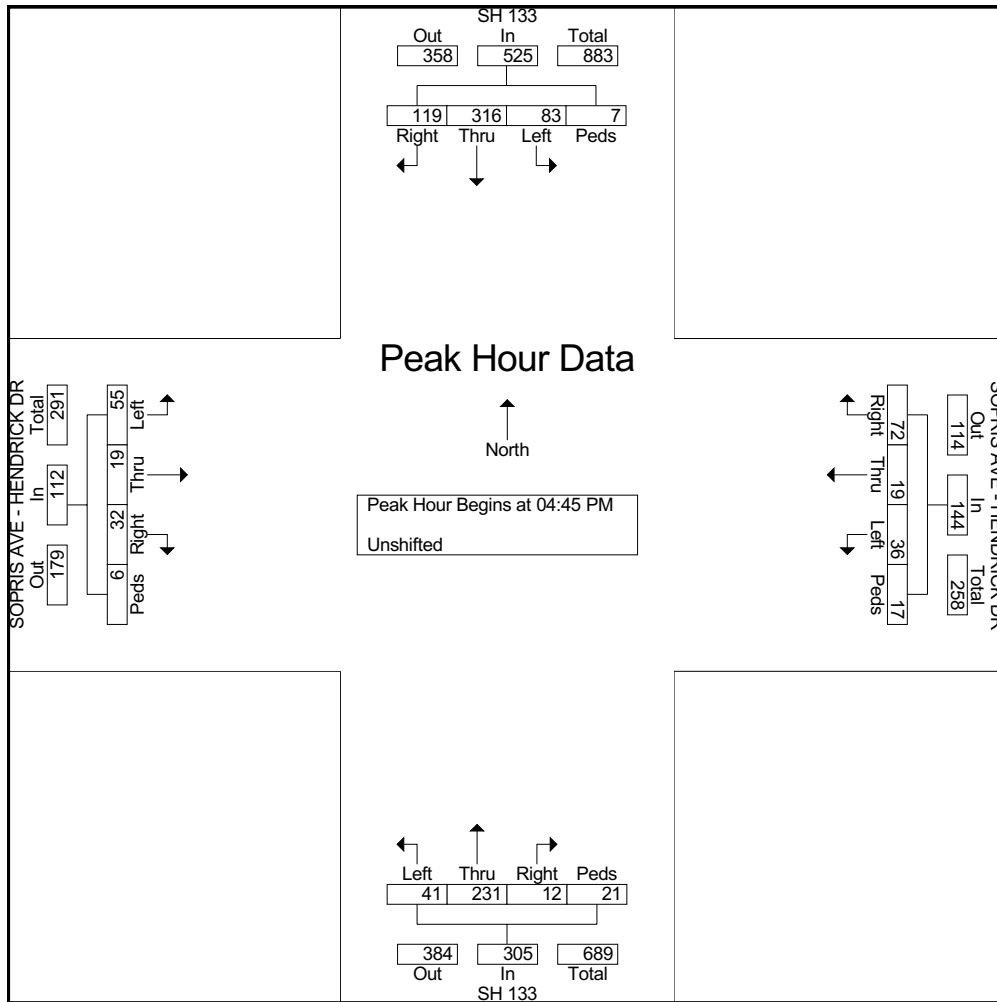 SH 133
Out In Total
358 525 883
119 316 83 7
Right Thru Left Peds
Peak Hour Data
North
Peak Hour Begins at 04:45 PM
Unshifted
SOPRIS AVE - HENDRICK DR
Out In Total
179 112 291
55 19 32 6
Left Thru Right Peds
SOPRIS AVE - HENDRICK DR
Out In Total
114 144 258
72 19 36 17
Right Thru Left Peds
Left Thru Right Peds
41 231 12 21
384 305 689
Out In Total
SH 133